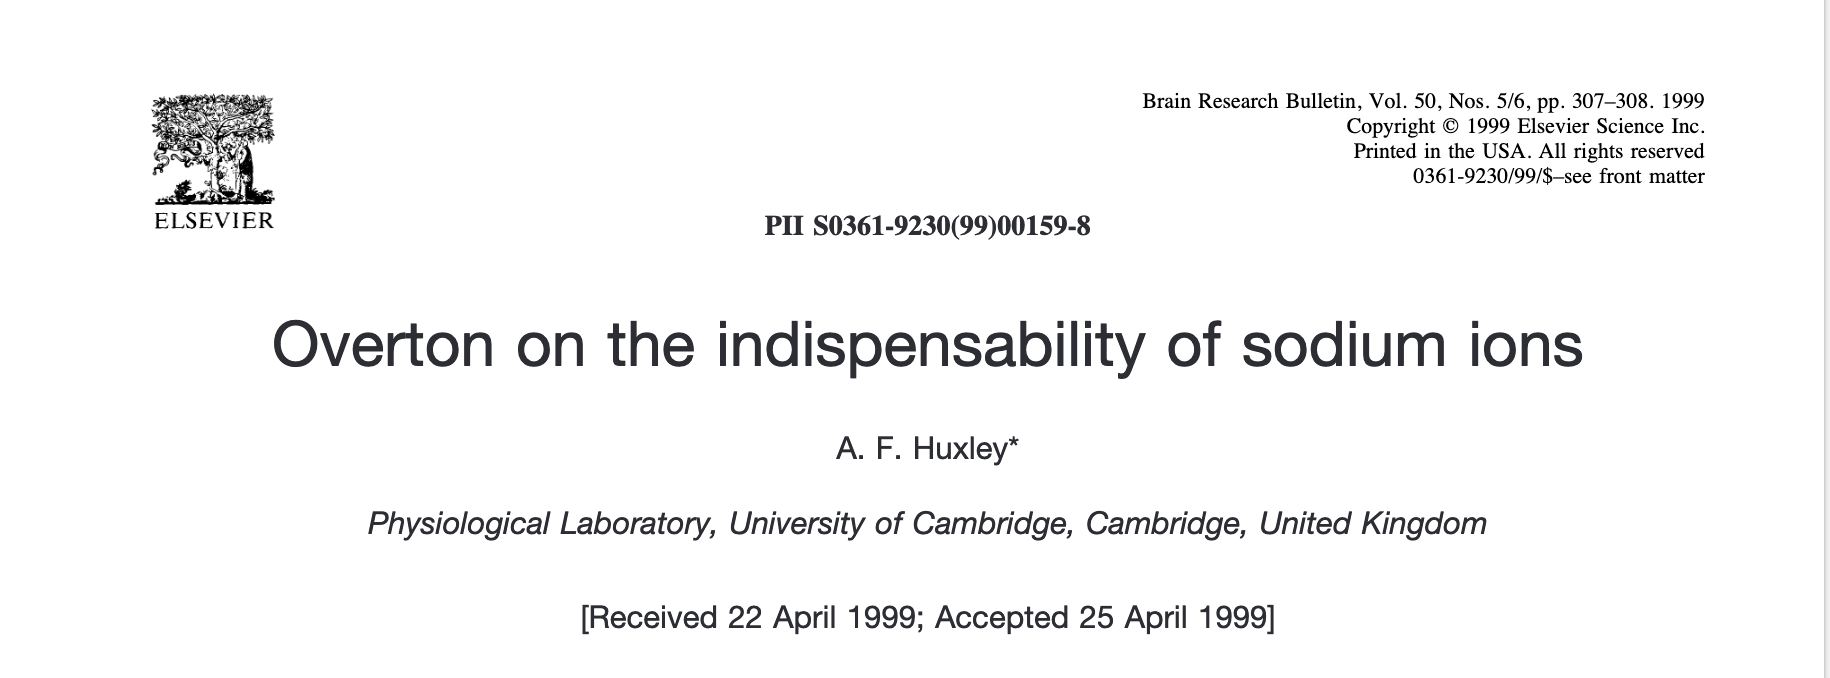 ELSEVIER
Brain Research Bulletin, Vol. 50, Nos. 5/6, pp. 307–308. 1999
Copyright © 1999 Elsevier Science Inc.
Printed in the USA. All rights reserved
0361-9230/99/$–see front matter
PII S0361-9230(99)00159-8
Overton on the indispensability of sodium ions
A. F. Huxley*
Physiological Laboratory, University of Cambridge, Cambridge, United Kingdom
[Received 22 April 1999; Accepted 25 April 1999]